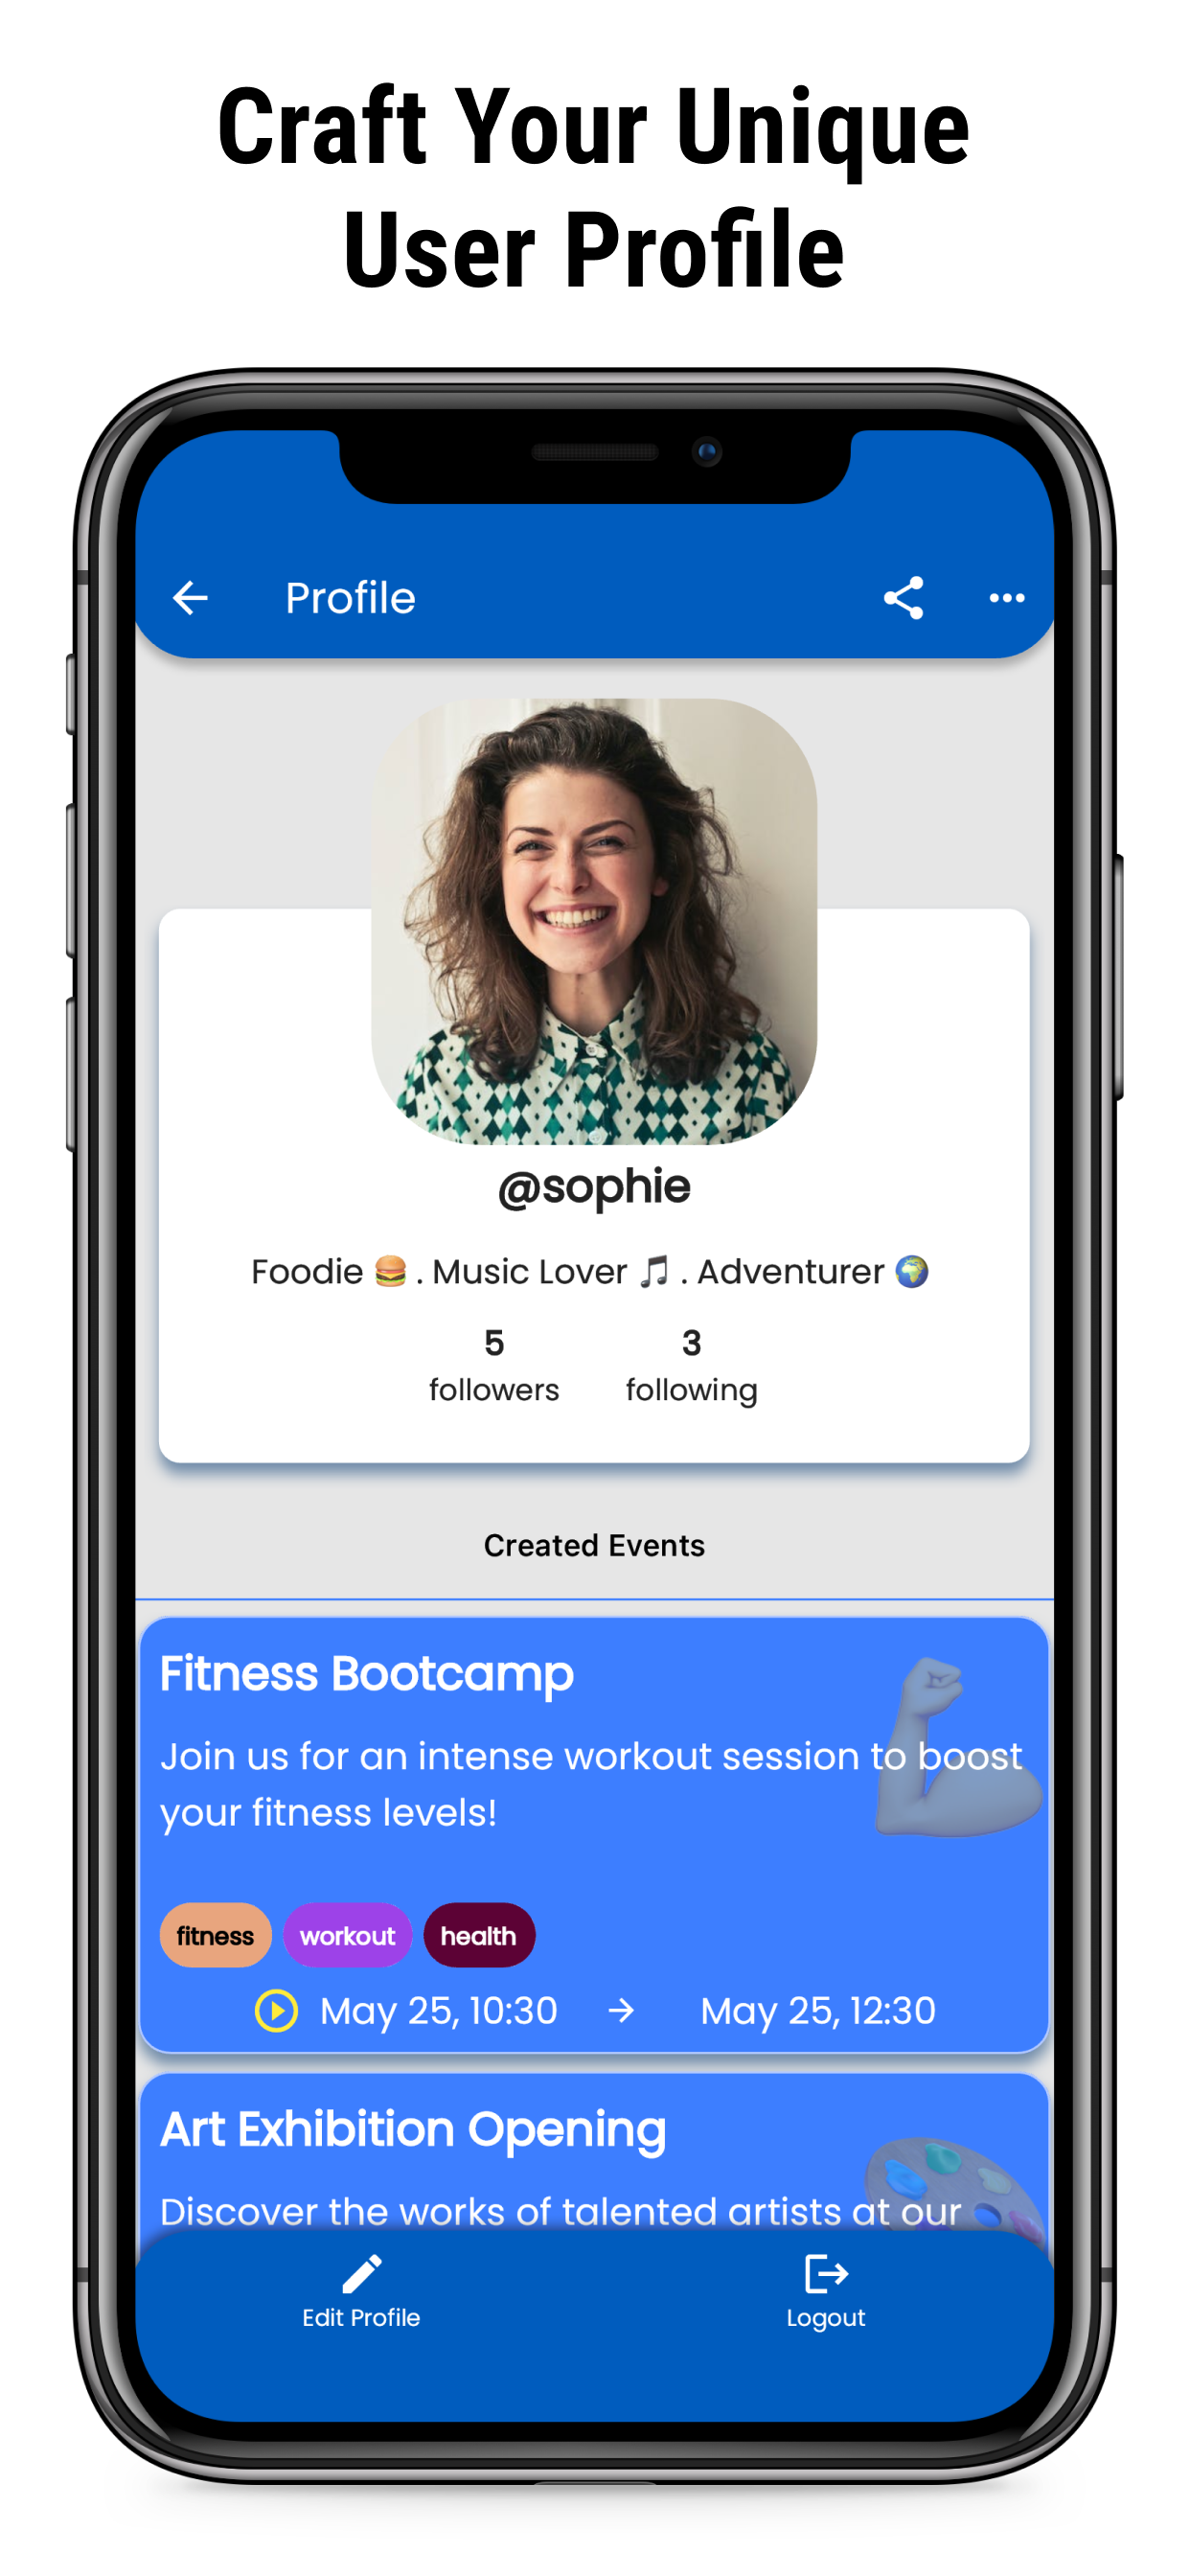 Craft Your Unique
User Profile
Profile
@sophie
Foodie 🍔 . Music Lover 🎵 . Adventurer 🌍
5 3
followers following
Created Events
Fitness Bootcamp
Join us for an intense workout session to boost
your fitness levels!
fitness workout health
May 25, 10:30 → May 25, 12:30
Art Exhibition Opening
Discover the works of talented artists at our
Edit Profile Logout